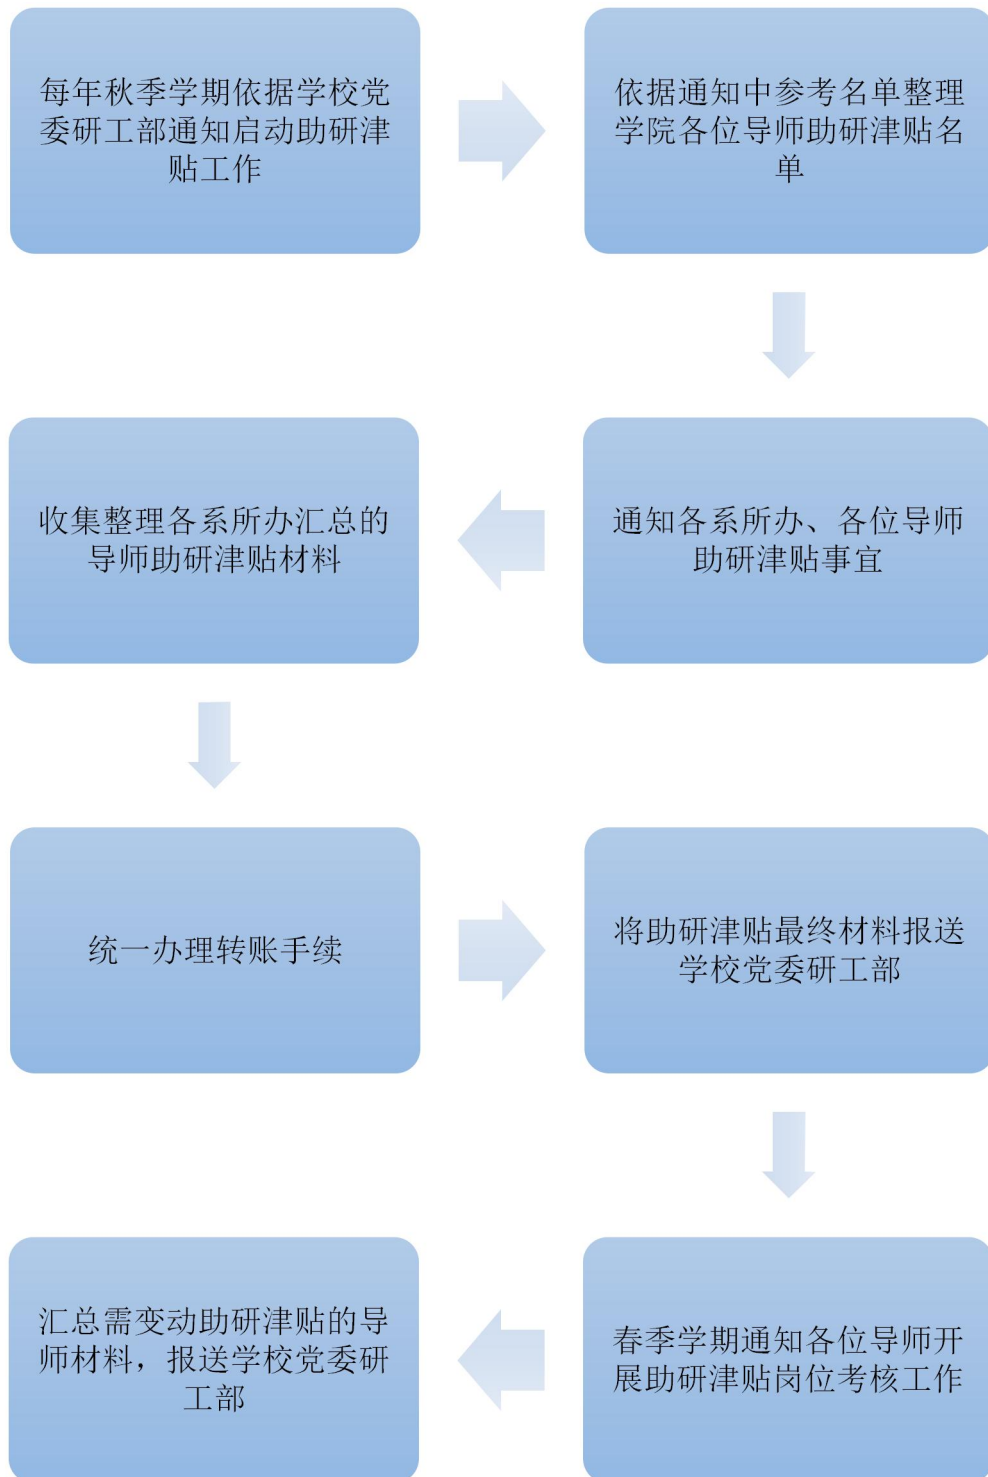 每年秋季学期依据学校党
委研工部通知启动助研津
贴工作
依据通知中参考名单整理
学院各位导师助研津贴名
单
通知各系所办、各位导师
助研津贴事宜
收集整理各系所办汇总的
导师助研津贴材料
统一办理转账手续
将助研津贴最终材料报送
学校党委研工部
春季学期通知各位导师开
展助研津贴岗位考核工作
汇总需变动助研津贴的导
师材料，报送学校党委研
工部